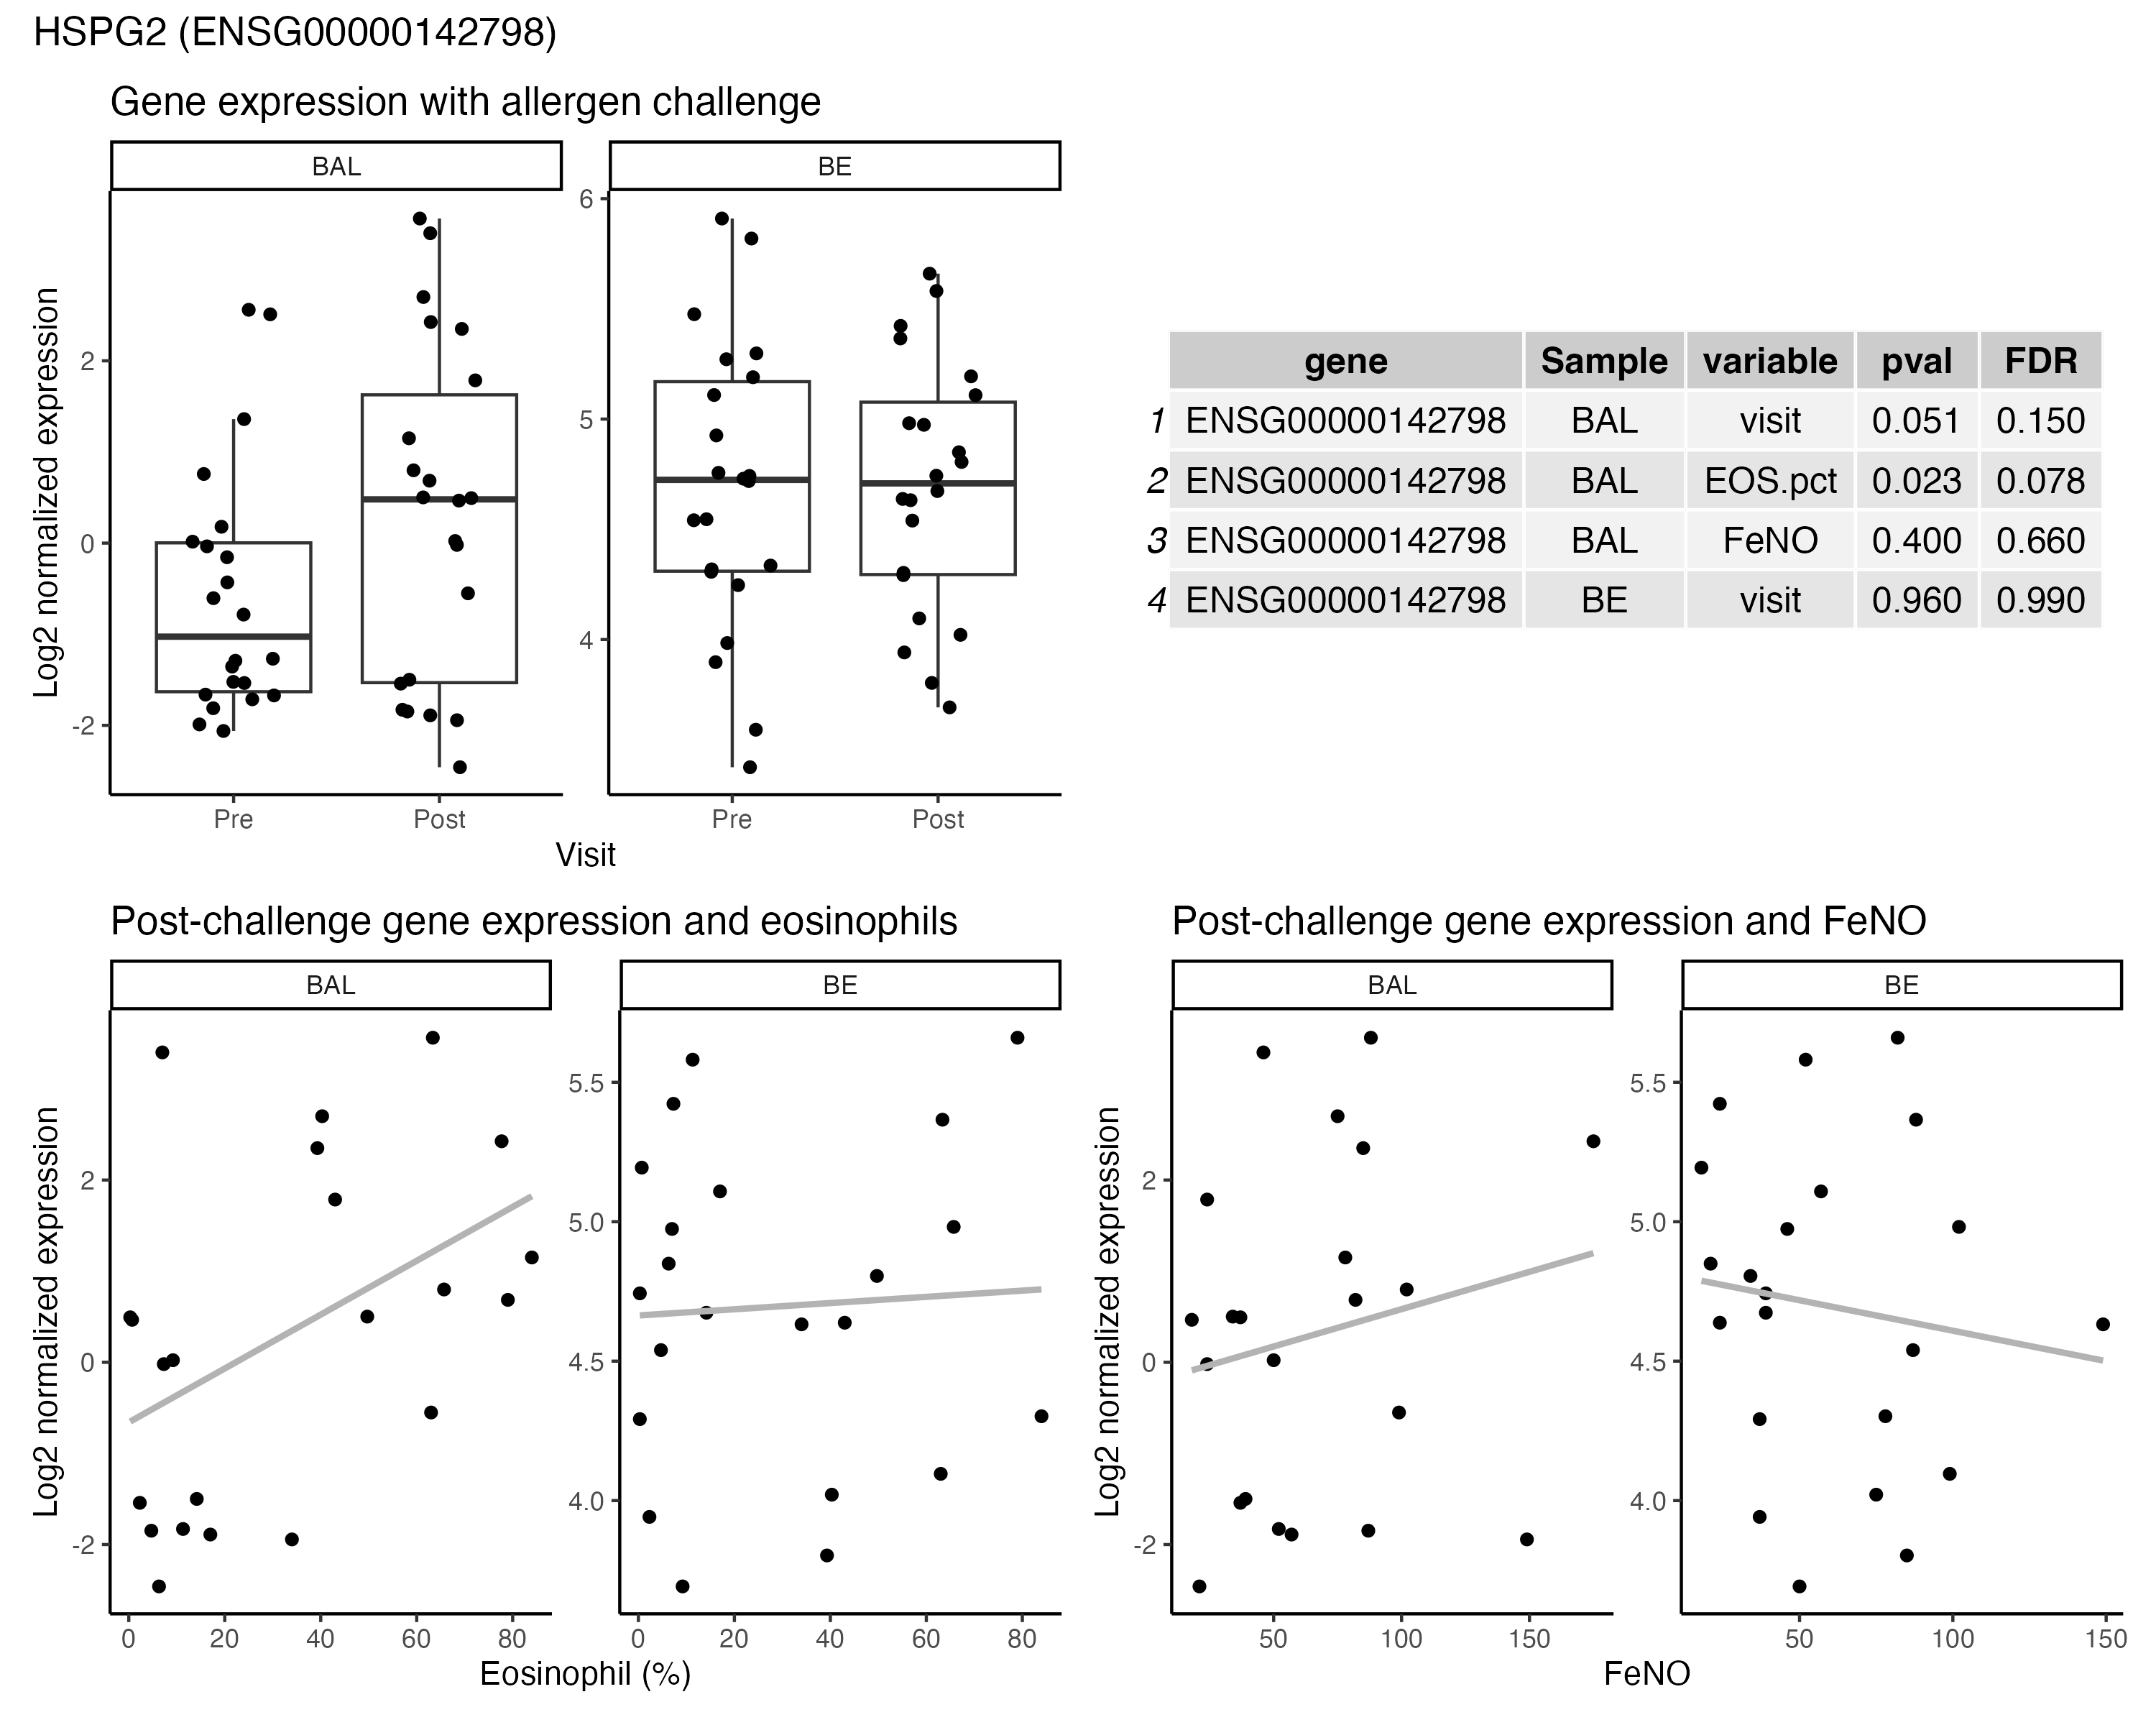 HSPG2 (ENSG00000142798)
Gene expression with allergen challenge
BAL
BE
Log2 normalized expression
2
0
-2
6
5
4
Pre
Post
Pre
Post
Visit
gene Sample variable pval FDR
1 ENSG00000142798 BAL visit 0.051 0.150
2 ENSG00000142798 BAL EOS.pct 0.023 0.078
3 ENSG00000142798 BAL FeNO 0.400 0.660
4 ENSG00000142798 BE visit 0.960 0.990
Post-challenge gene expression and eosinophils
BAL
BE
Log2 normalized expression
2
0
-2
5.5
5.0
4.5
4.0
0 20 40 60 80
0 20 40 60 80
Eosinophil (%)
Post-challenge gene expression and FeNO
BAL
BE
Log2 normalized expression
2
0
-2
5.5
5.0
4.5
4.0
50 100 150
50 100 150
FeNO